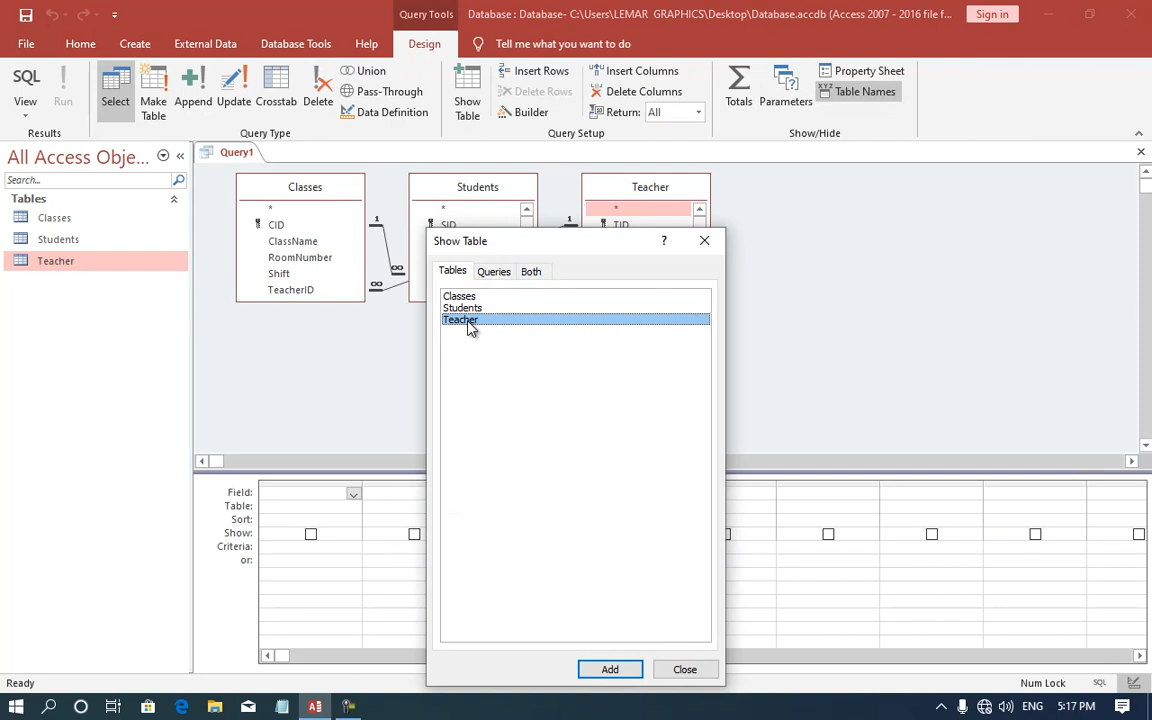 Query Tools
Database : Database- C:\Users\LEMAR GRAPHICS\Desktop\Database.accdb (Access 2007 - 2016 file f...
Sign in
File Home Create External Data Database Tools Help Design Tell me what you want to do
SQL
View
Run
Results
Select
Make
Table
Append
Update
Crosstab
Delete
Union
Pass-Through
Data Definition
Query Type
Show
Table
Insert Rows
Delete Rows
Builder
Insert Columns
Delete Columns
Return: All
Query Setup
Totals
Parameters
Property Sheet
XYZ Table Names
Show/Hide
All Access Obje...
Search...
Tables
Classes
Students
Teacher
Query1
Classes
*
CID
ClassName
RoomNumber
Shift
TeacherID
1
∞
∞
Students
*
SID
1
Teacher
*
TID
Show Table
?
Tables Queries Both
Classes
Students
Teacher
Add Close
Field:
Table:
Sort:
Show:
Criteria:
or:
Ready
Num Lock
SQL
ENG
5:17 PM